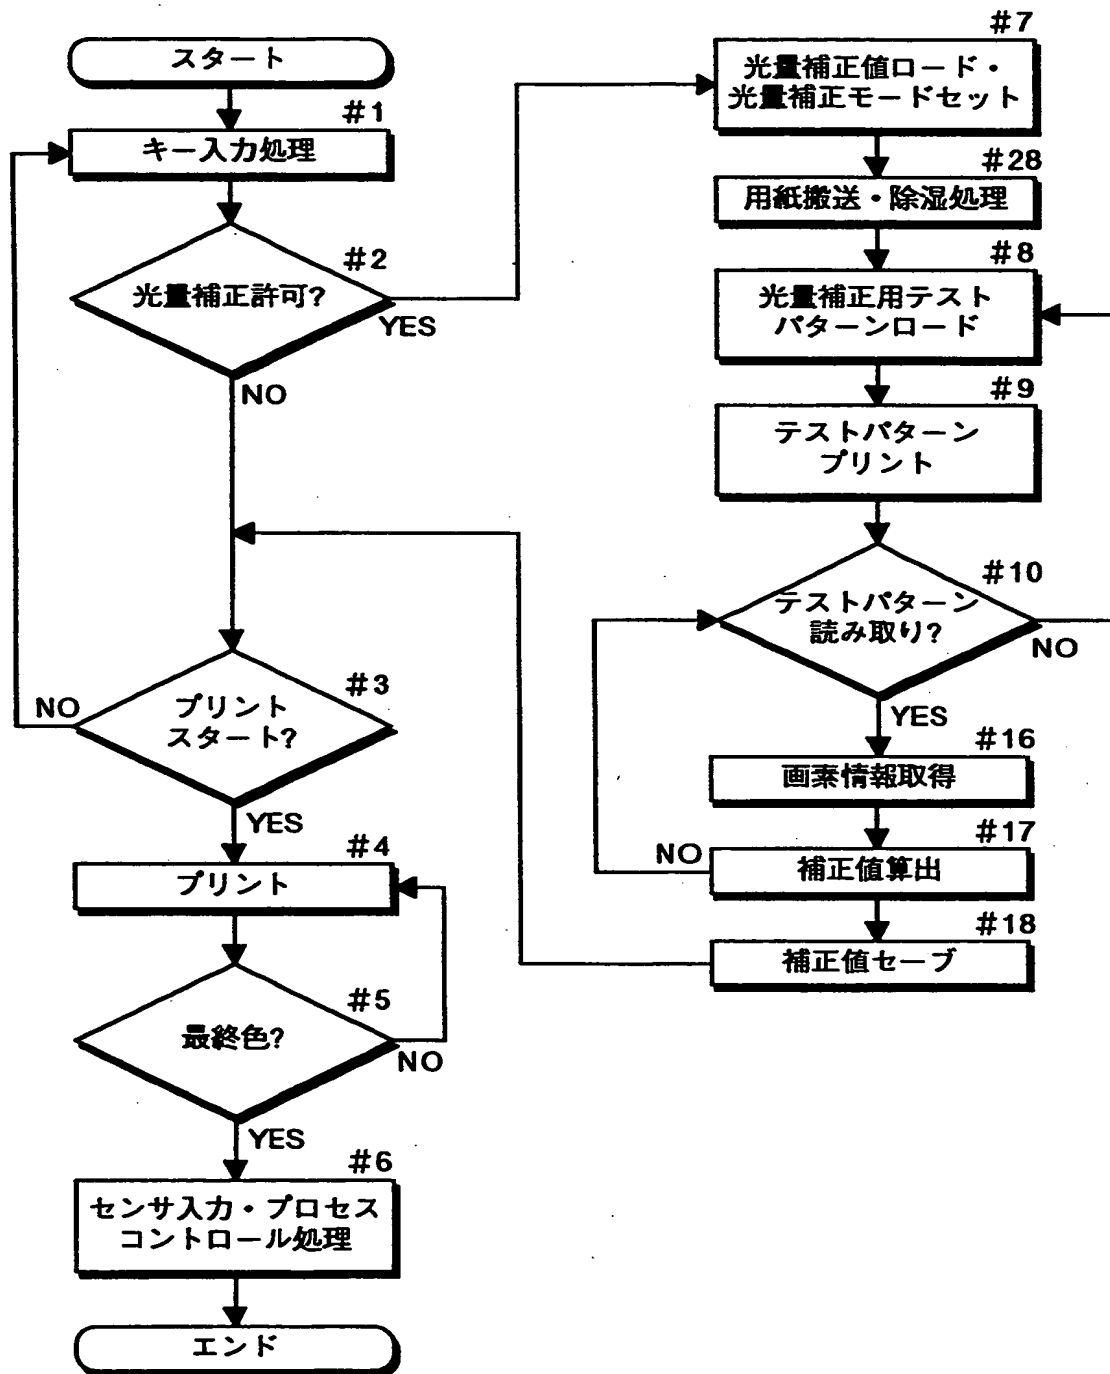 スタート
#1
キー入力処理
#2
光量補正許可?
YES
NO
#3
プリント
スタート?
NO
YES
#4
プリント
#5
最終色?
NO
YES
#6
センサ入力・プロセス
コントロール処理
エンド
#7
光量補正値ロード・
光量補正モードセット
#28
用紙搬送・除湿処理
#8
光量補正用テスト
パターンロード
#9
テストパターン
プリント
#10
テストパターン
読み取り?
NO
YES
#16
画素情報取得
#17
NO
補正値算出
#18
補正値セーブ